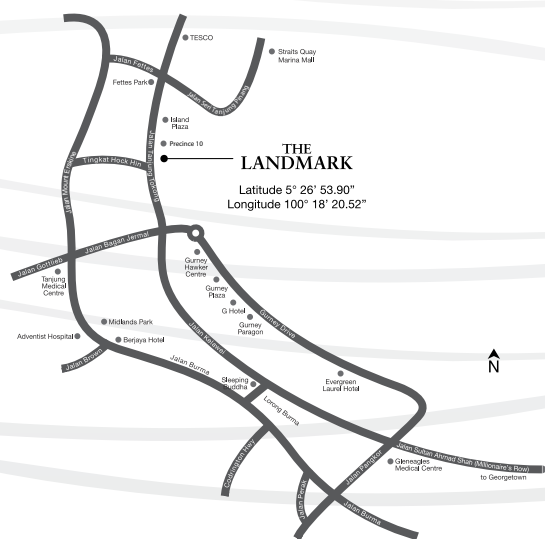 TESCO
Straits Quay
Marina Mall
Jalan Fettes
Fettes Park
Jalan Seri Tanjung Pinang
Island
Plaza
Precince 10
Jalan Tanjung Tokong
THE
LANDMARK
Tingkat Hock Hin
Jalan Mount Erskine
Latitude 5° 26’ 53.90”
Longitude 100° 18’ 20.52”
Jalan Bagan Jermal
Jalan Gottlieb
Gurney
Hawker
Centre
Tanjung
Medical
Centre
Gurney
Plaza
G Hotel
Gurney
Paragon
Gurney Drive
Midlands Park
Adventist Hospital
Berjaya Hotel
Jalan Kelawei
Jalan Brown
Jalan Burma
N
Sleeping
Buddha
Evergreen
Laurel Hotel
Lorong Burma
Codrington Hwy
Jalan Sultan Ahmad Shah (Millionaire’s Row)
to Georgetown
Gleneagles
Medical Centre
Jalan Pangkor
Jalan Perak
Jalan Burma